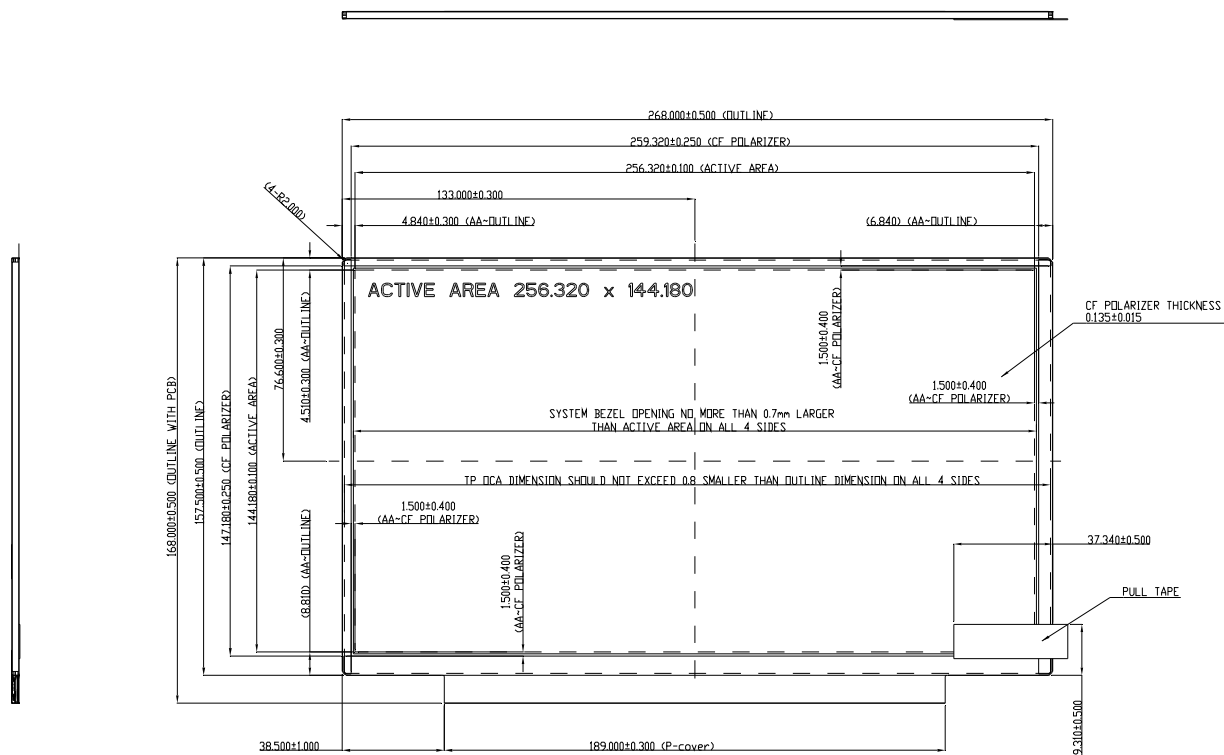 268.000±0.500 (OUTLINE)
259.320±0.250 (CF POLARIZER)
256.320±0.100 (ACTIVE AREA)
133.000±0.300
(4-R2.000)
4.840±0.300 (AA~OUTLINE)
(6.840) (AA~OUTLINE)
ACTIVE AREA 256.320 x 144.180
CF POLARIZER THICKNESS
0.135±0.015
168.000±0.500 (OUTLINE WITH PCB)
157.500±0.500 (OUTLINE)
147.180±0.250 (CF POLARIZER)
144.180±0.100 (ACTIVE AREA)
76.600±0.300
4.510±0.300 (AA~OUTLINE)
1.500±0.400
(AA~CF POLARIZER)
1.500±0.400
(AA~CF POLARIZER)
SYSTEM BEZEL OPENING NO MORE THAN 0.7mm LARGER
THAN ACTIVE AREA ON ALL 4 SIDES
TP OCA DIMENSION SHOULD NOT EXCEED 0.8 SMALLER THAN OUTLINE DIMENSION ON ALL 4 SIDES
1.500±0.400
(AA~CF POLARIZER)
(8.810) (AA~OUTLINE)
1.500±0.400
(AA~CF POLARIZER)
37.340±0.500
PULL TAPE
38.500±1.000
189.000±0.300 (P-cover)
9.310±0.500